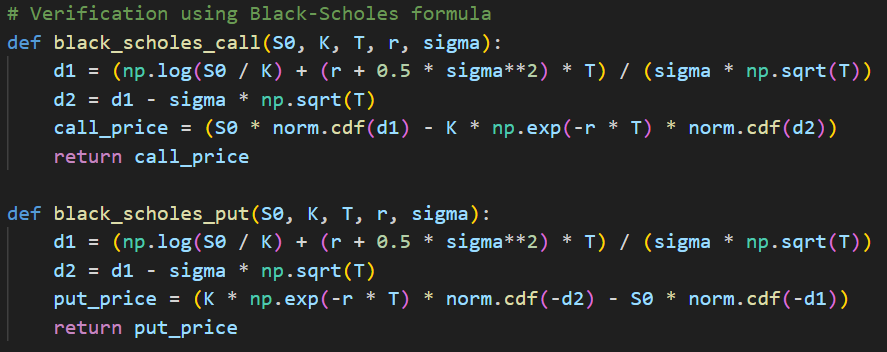 # Verification using Black-Scholes formula
def black_scholes_call(S0, K, T, r, sigma):
    d1 = (np.log(S0 / K) + (r + 0.5 * sigma**2) * T) / (sigma * np.sqrt(T))
    d2 = d1 - sigma * np.sqrt(T)
    call_price = (S0 * norm.cdf(d1) - K * np.exp(-r * T) * norm.cdf(d2))
    return call_price

def black_scholes_put(S0, K, T, r, sigma):
    d1 = (np.log(S0 / K) + (r + 0.5 * sigma**2) * T) / (sigma * np.sqrt(T))
    d2 = d1 - sigma * np.sqrt(T)
    put_price = (K * np.exp(-r * T) * norm.cdf(-d2) - S0 * norm.cdf(-d1))
    return put_price